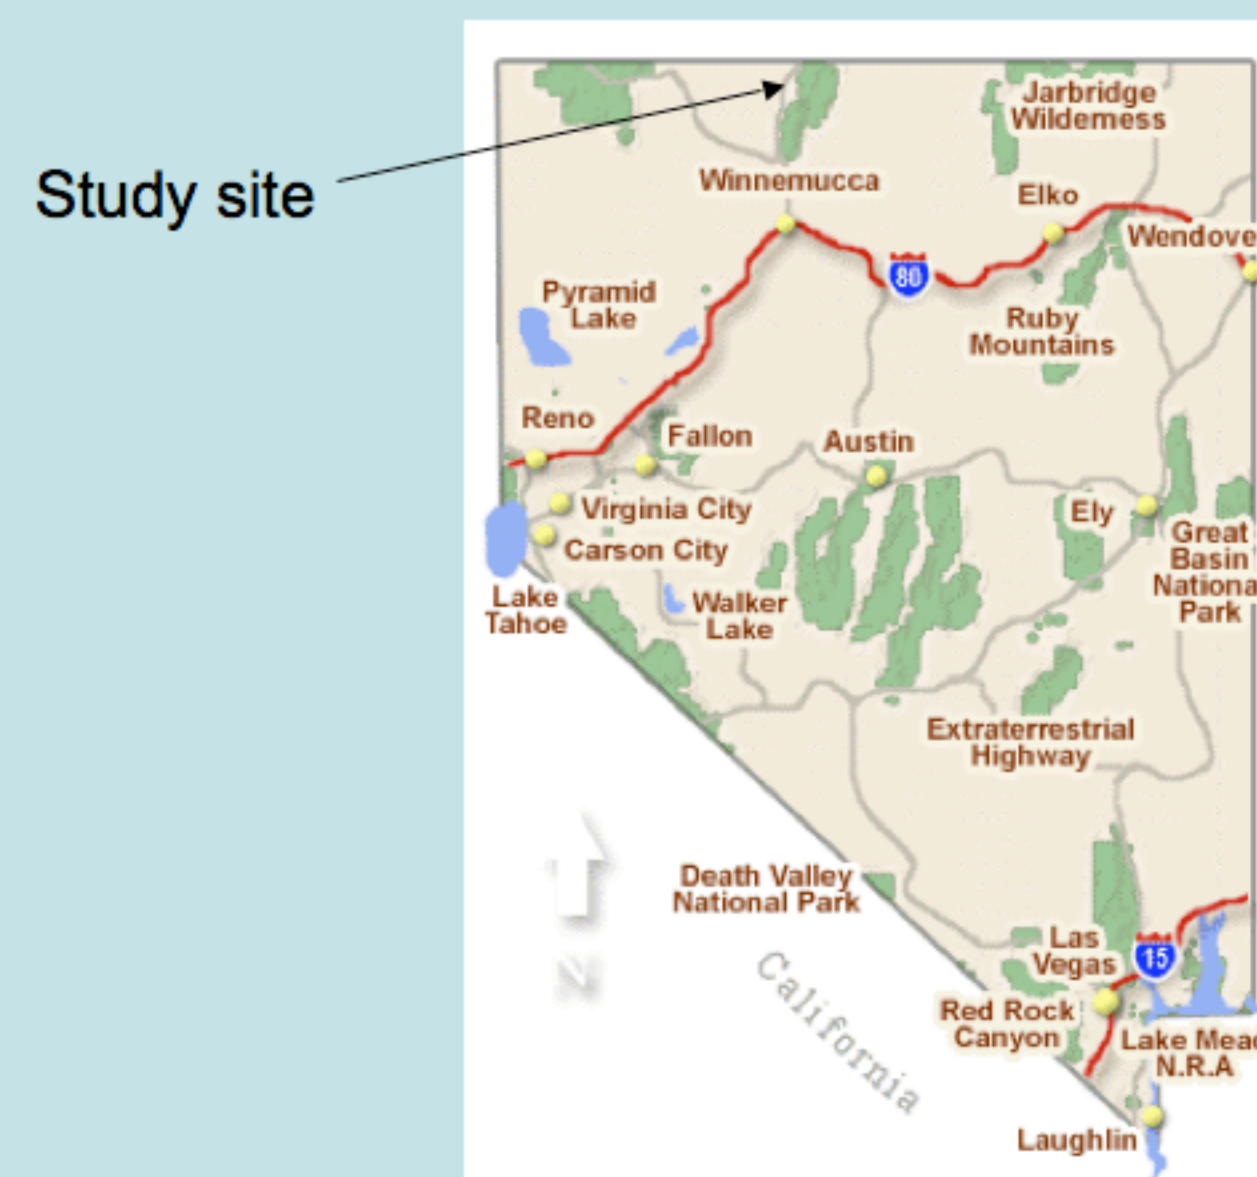 Study site
Jarbridge
Wilderness
Winnemucca
Elko
Wendove
80
Pyramid
Lake
Ruby
Mountains
Reno
Fallon
Austin
Virginia City
Ely
Carson City
Great
Basin
Nationa
Park
Lake
Tahoe
Walker
Lake
Extraterrestrial
Highway
Death Valley
National Park
N
California
Las
Vegas
15
Red Rock
Canyon
Lake Mead
N.R.A
Laughlin